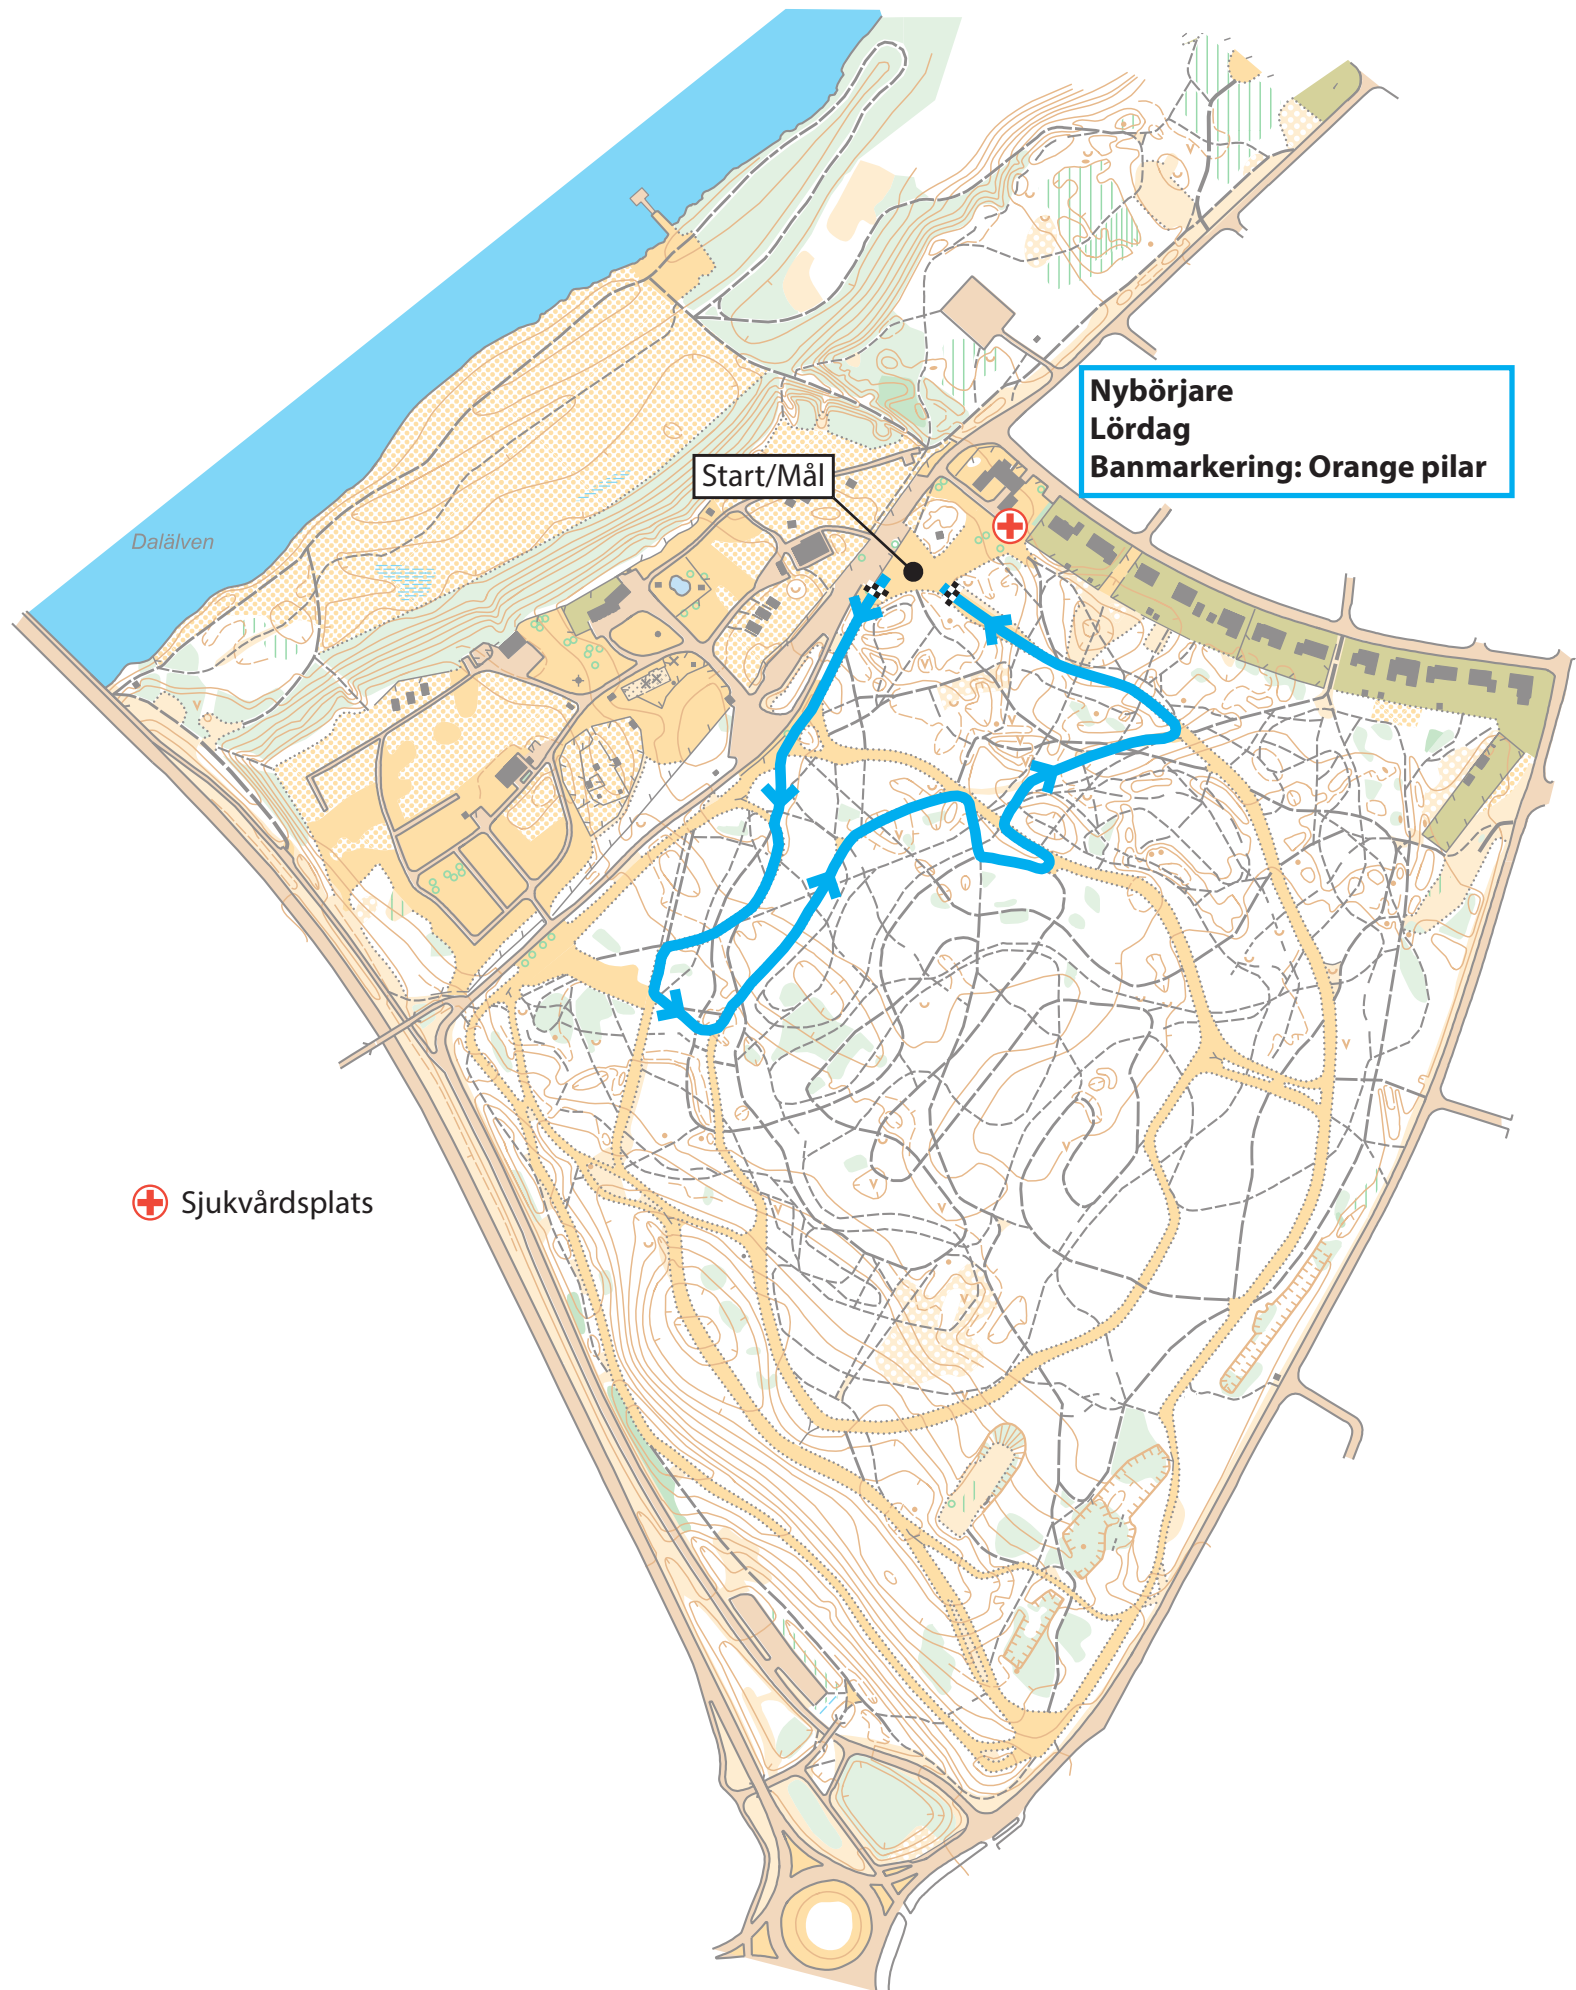 Nybörjare
Lördag
Banmarkering: Orange pilar
Start/Mål
Dalälven
Sjukvårdsplats